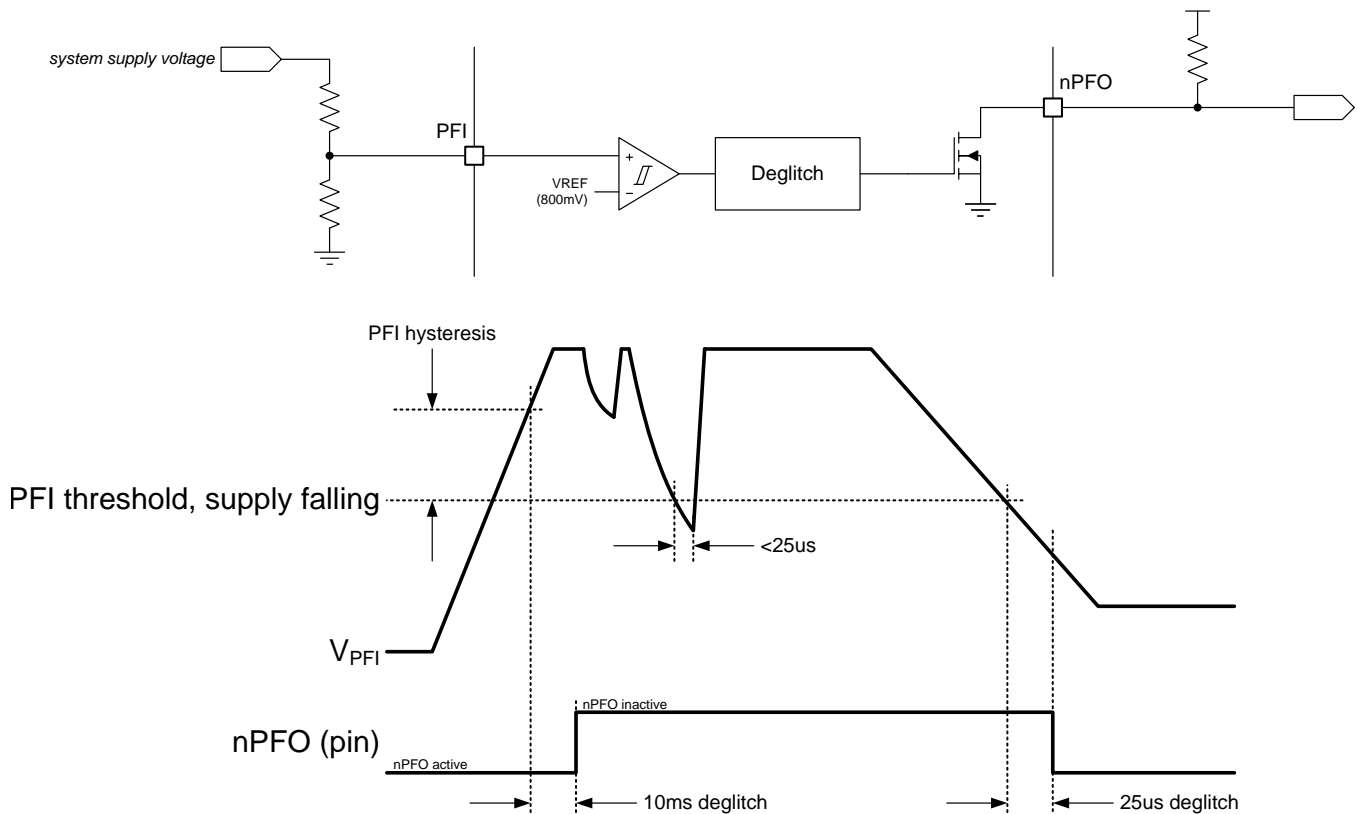 system supply voltage
PFI
nPFO
+
VREF
(800mV)
−
Deglitch
PFI hysteresis
PFI threshold, supply falling
<25us
VPFI
nPFO inactive
nPFO (pin)
nPFO active
10ms deglitch
25us deglitch